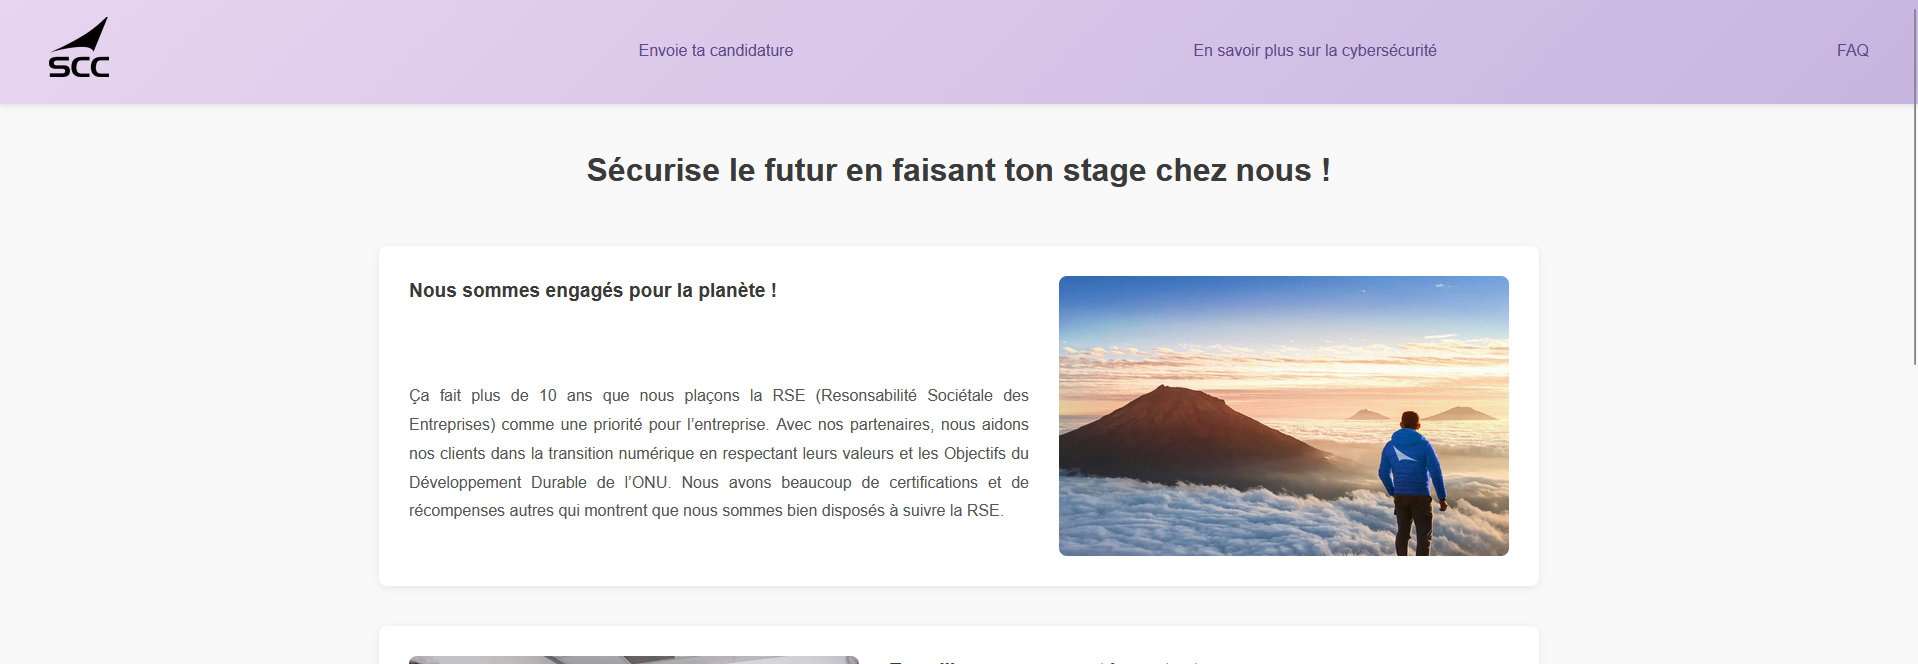 SCC
Envoie ta candidature
En savoir plus sur la cybersécurité
FAQ
Sécurise le futur en faisant ton stage chez nous !
Nous sommes engagés pour la planète !
Ça fait plus de 10 ans que nous plaçons la RSE (Resonsabilité Sociétale des
Entreprises) comme une priorité pour l’entreprise. Avec nos partenaires, nous aidons
nos clients dans la transition numérique en respectant leurs valeurs et les Objectifs du
Développement Durable de l’ONU. Nous avons beaucoup de certifications et de
récompenses autres qui montrent que nous sommes bien disposés à suivre la RSE.